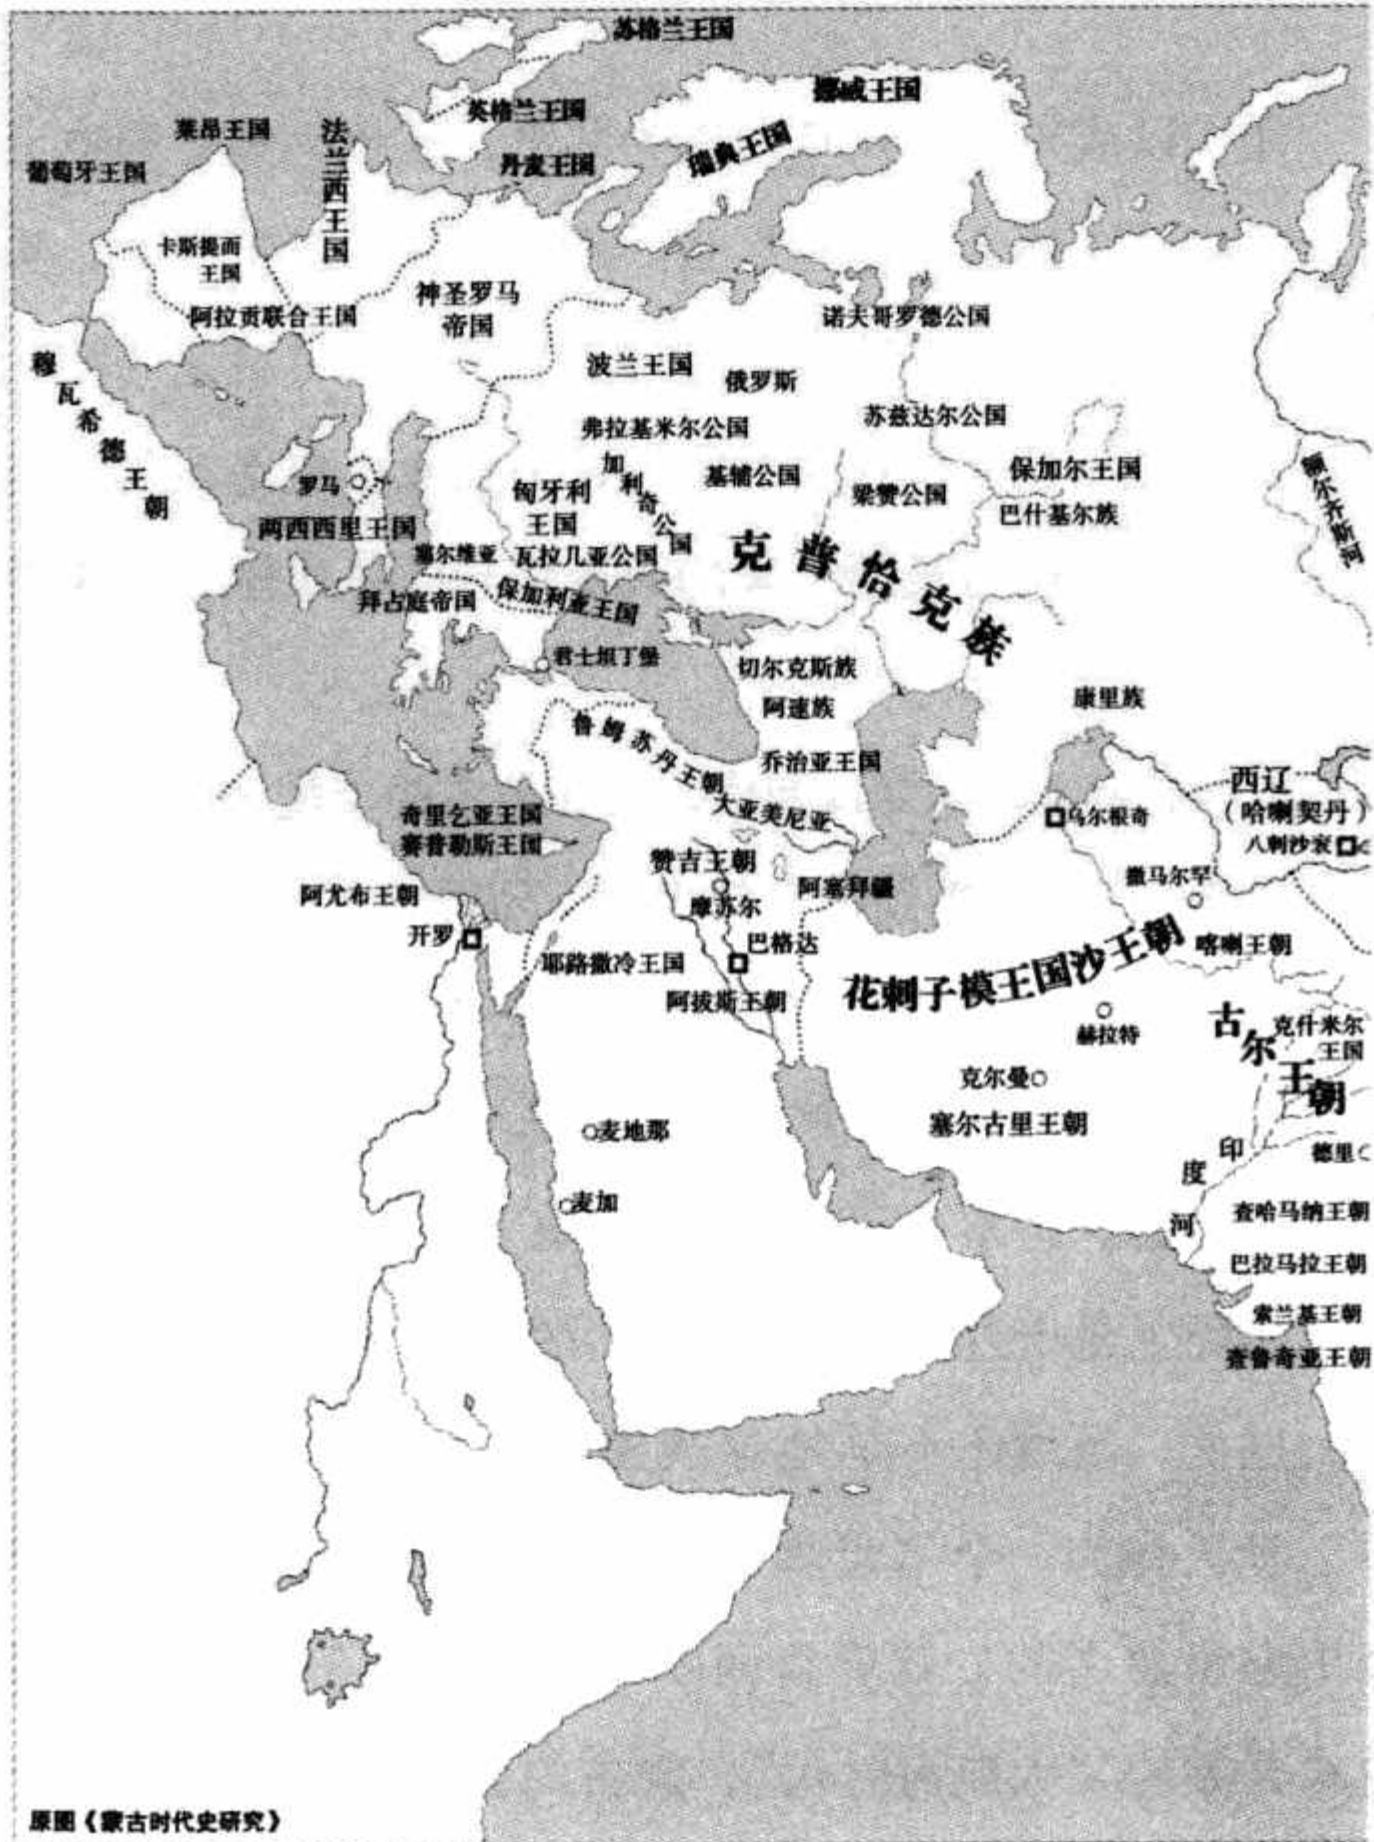 苏格兰王国
挪威王国
英格兰王国
莱昂王国
法兰西王国
瑞典王国
丹麦王国
葡萄牙王国
卡斯提而
王国
神圣罗马
帝国
阿拉贡联合王国
诺夫哥罗德公国
穆瓦希德王朝
波兰王国
俄罗斯
苏兹达尔公国
弗拉基米尔公国
加利奇公国
基辅公国
保加尔王国
额尔齐斯河
罗马
匈牙利
王国
梁赞公国
巴什基尔族
两西西里王国
克普恰克族
塞尔维亚
瓦拉几亚公国
拜占庭帝国
保加利亚王国
君士坦丁堡
切尔克斯族
阿速族
康里族
鲁姆苏丹王朝
乔治亚王国
西辽
（哈喇契丹）
大亚美尼亚
奇里乞亚王国
乌尔根奇
赛普勒斯王国
八剌沙衮
赞吉王朝
阿尤布王朝
阿塞拜疆
撒马尔罕
摩苏尔
开罗
巴格达
喀喇王朝
耶路撒冷王国
花剌子模王国沙王朝
阿拔斯王朝
古尔王朝
克什米尔
王国
赫拉特
克尔曼
塞尔古里王朝
麦地那
印度河
德里
麦加
查哈马纳王朝
巴拉马拉王朝
索兰基王朝
查鲁奇亚王朝
原图《蒙古时代史研究》